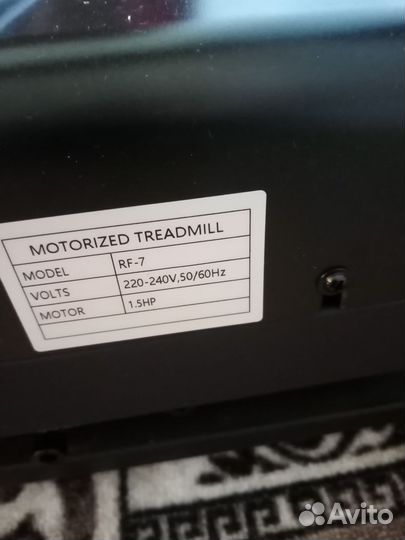 MOTORIZED TREADMILL
MODEL RF-7
VOLTS 220-240V,50/60Hz
MOTOR 1.5HP
Avito